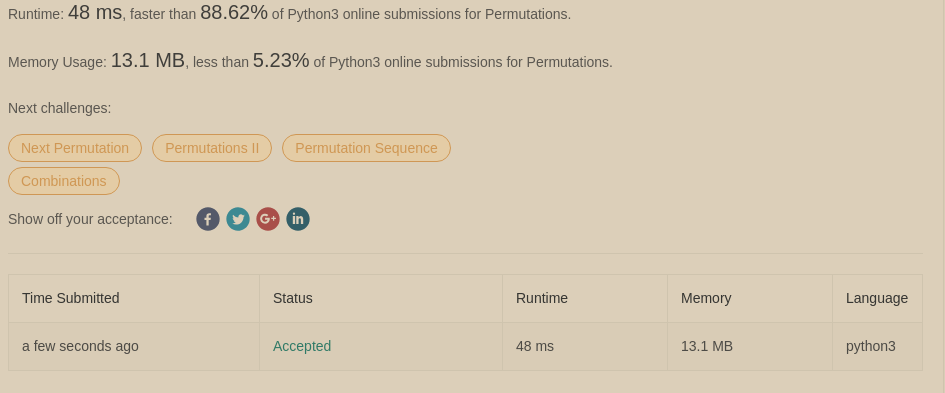 Runtime: 48 ms, faster than 88.62% of Python3 online submissions for Permutations.
Memory Usage: 13.1 MB, less than 5.23% of Python3 online submissions for Permutations.
Next challenges:
Next Permutation Permutations II Permutation Sequence
Combinations
Show off your acceptance: f G+ in
Time Submitted Status Runtime Memory Language
a few seconds ago Accepted 48 ms 13.1 MB python3